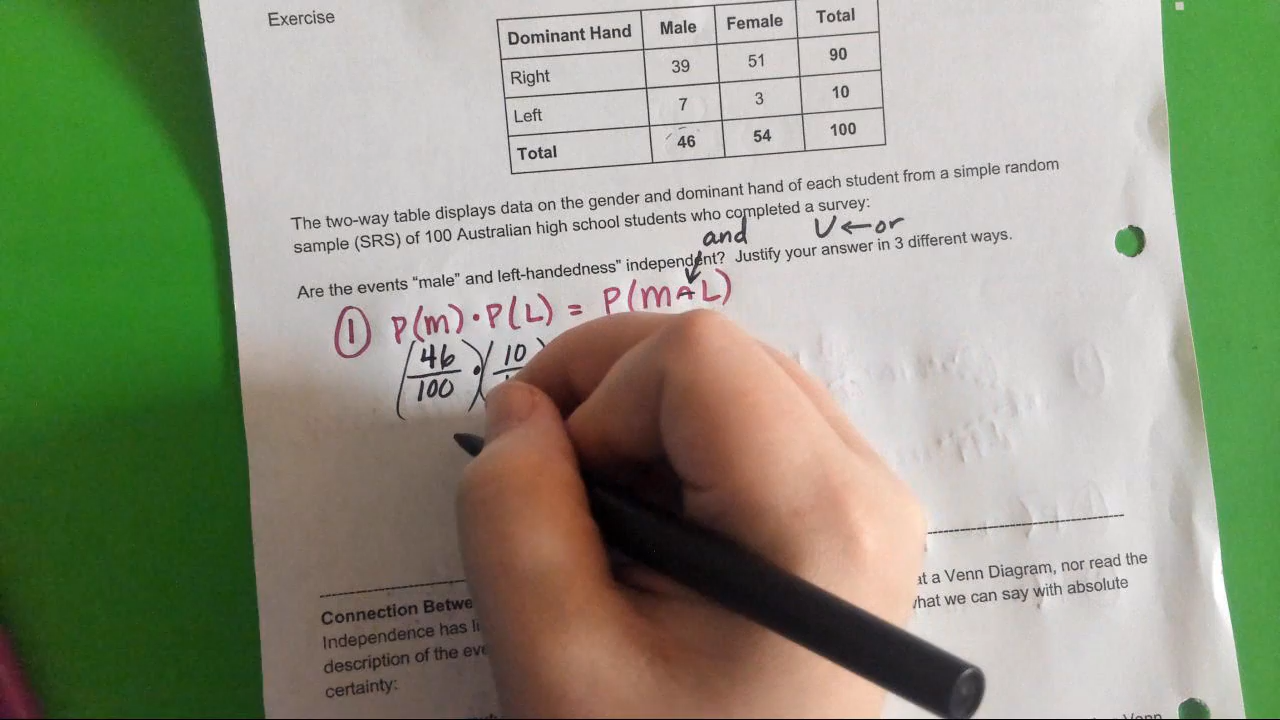 Exercise
Dominant Hand Male Female Total
Right 39 51 90
Left 7 3 10
Total 46 54 100
The two-way table displays data on the gender and dominant hand of each student from a simple random
sample (SRS) of 100 Australian high school students who completed a survey:
and U ← or
Are the events “male” and left-handedness” independent? Justify your answer in 3 different ways.
① P(M) • P(L) = P(M ∩ L)
(46/100) • (10
at a Venn Diagram, nor read the
Connection what we can say with absolute
Independence has
description of the
certainty:
Venn